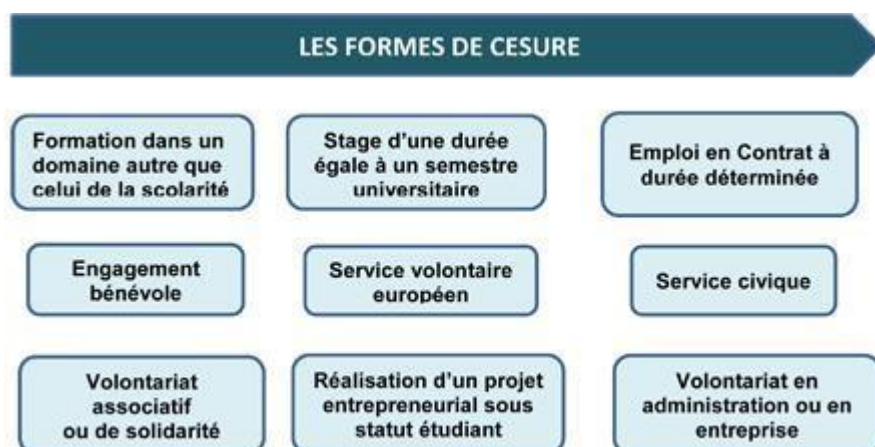 LES FORMES DE CESURE
Formation dans un
domaine autre que
celui de la scolarité
Stage d’une durée
égale à un semestre
universitaire
Emploi en Contrat à
durée déterminée
Engagement
bénévole
Service volontaire
européen
Service civique
Volontariat
associatif
ou de solidarité
Réalisation d’un projet
entrepreneurial sous
statut étudiant
Volontariat en
administration ou en
entreprise